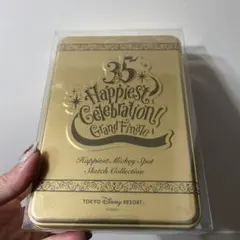 35
Happiest
Celebration!
Grand Finale
Happiest Mickey Spot
Sketch Collection
TOKYO DISNEY RESORT